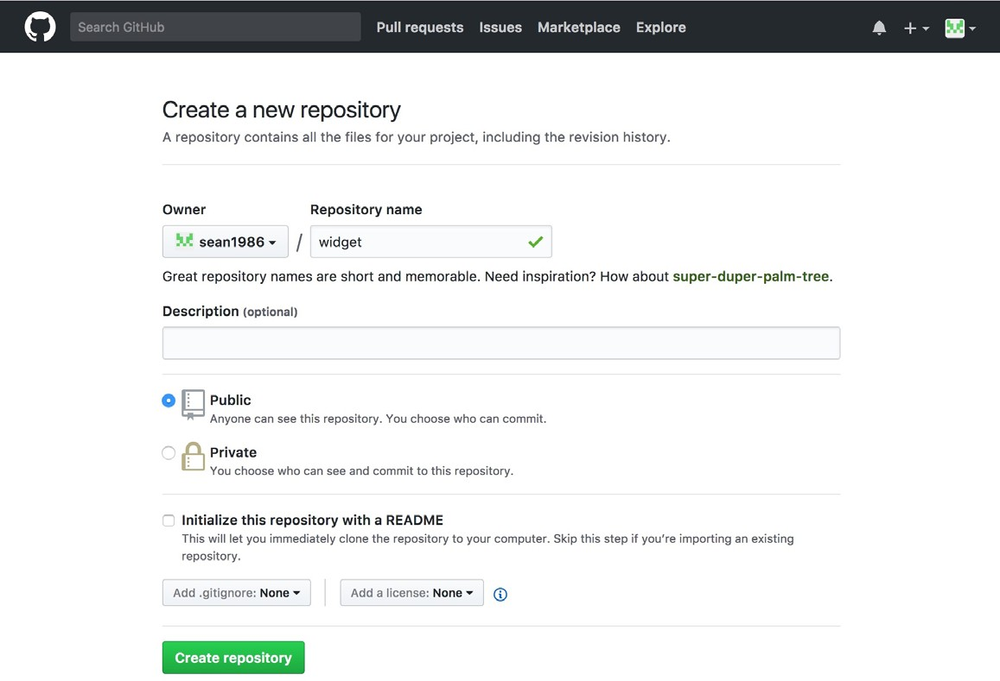 Search GitHub Pull requests Issues Marketplace Explore
Create a new repository
A repository contains all the files for your project, including the revision history.
Owner Repository name
sean1986 / widget
Great repository names are short and memorable. Need inspiration? How about super-duper-palm-tree.
Description (optional)
Public
Anyone can see this repository. You choose who can commit.
Private
You choose who can see and commit to this repository.
Initialize this repository with a README
This will let you immediately clone the repository to your computer. Skip this step if you’re importing an existing
repository.
Add .gitignore: None Add a license: None
Create repository